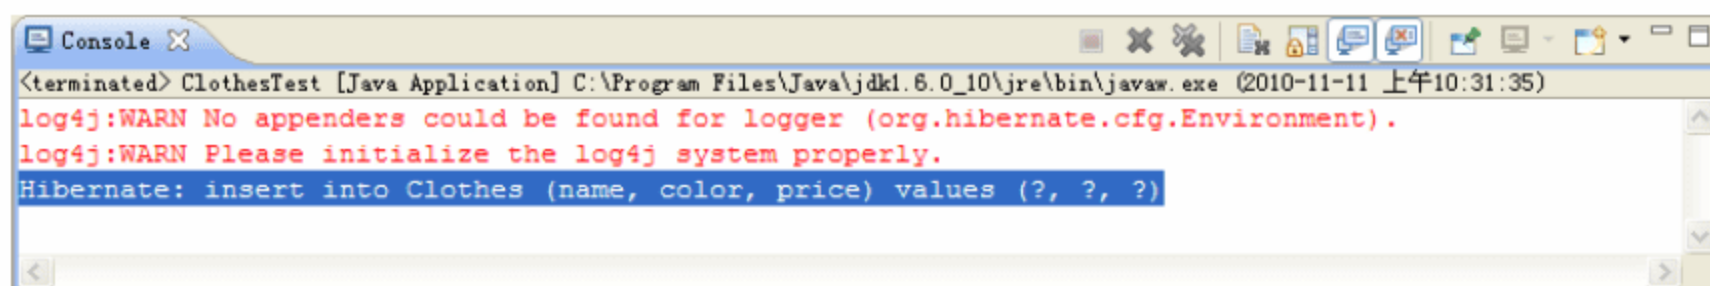 Console
<terminated> ClothesTest [Java Application] C:\Program Files\Java\jdk1.6.0_10\jre\bin\javaw.exe (2010-11-11 上午10:31:35)
log4j:WARN No appenders could be found for logger (org.hibernate.cfg.Environment).
log4j:WARN Please initialize the log4j system properly.
Hibernate: insert into Clothes (name, color, price) values (?, ?, ?)